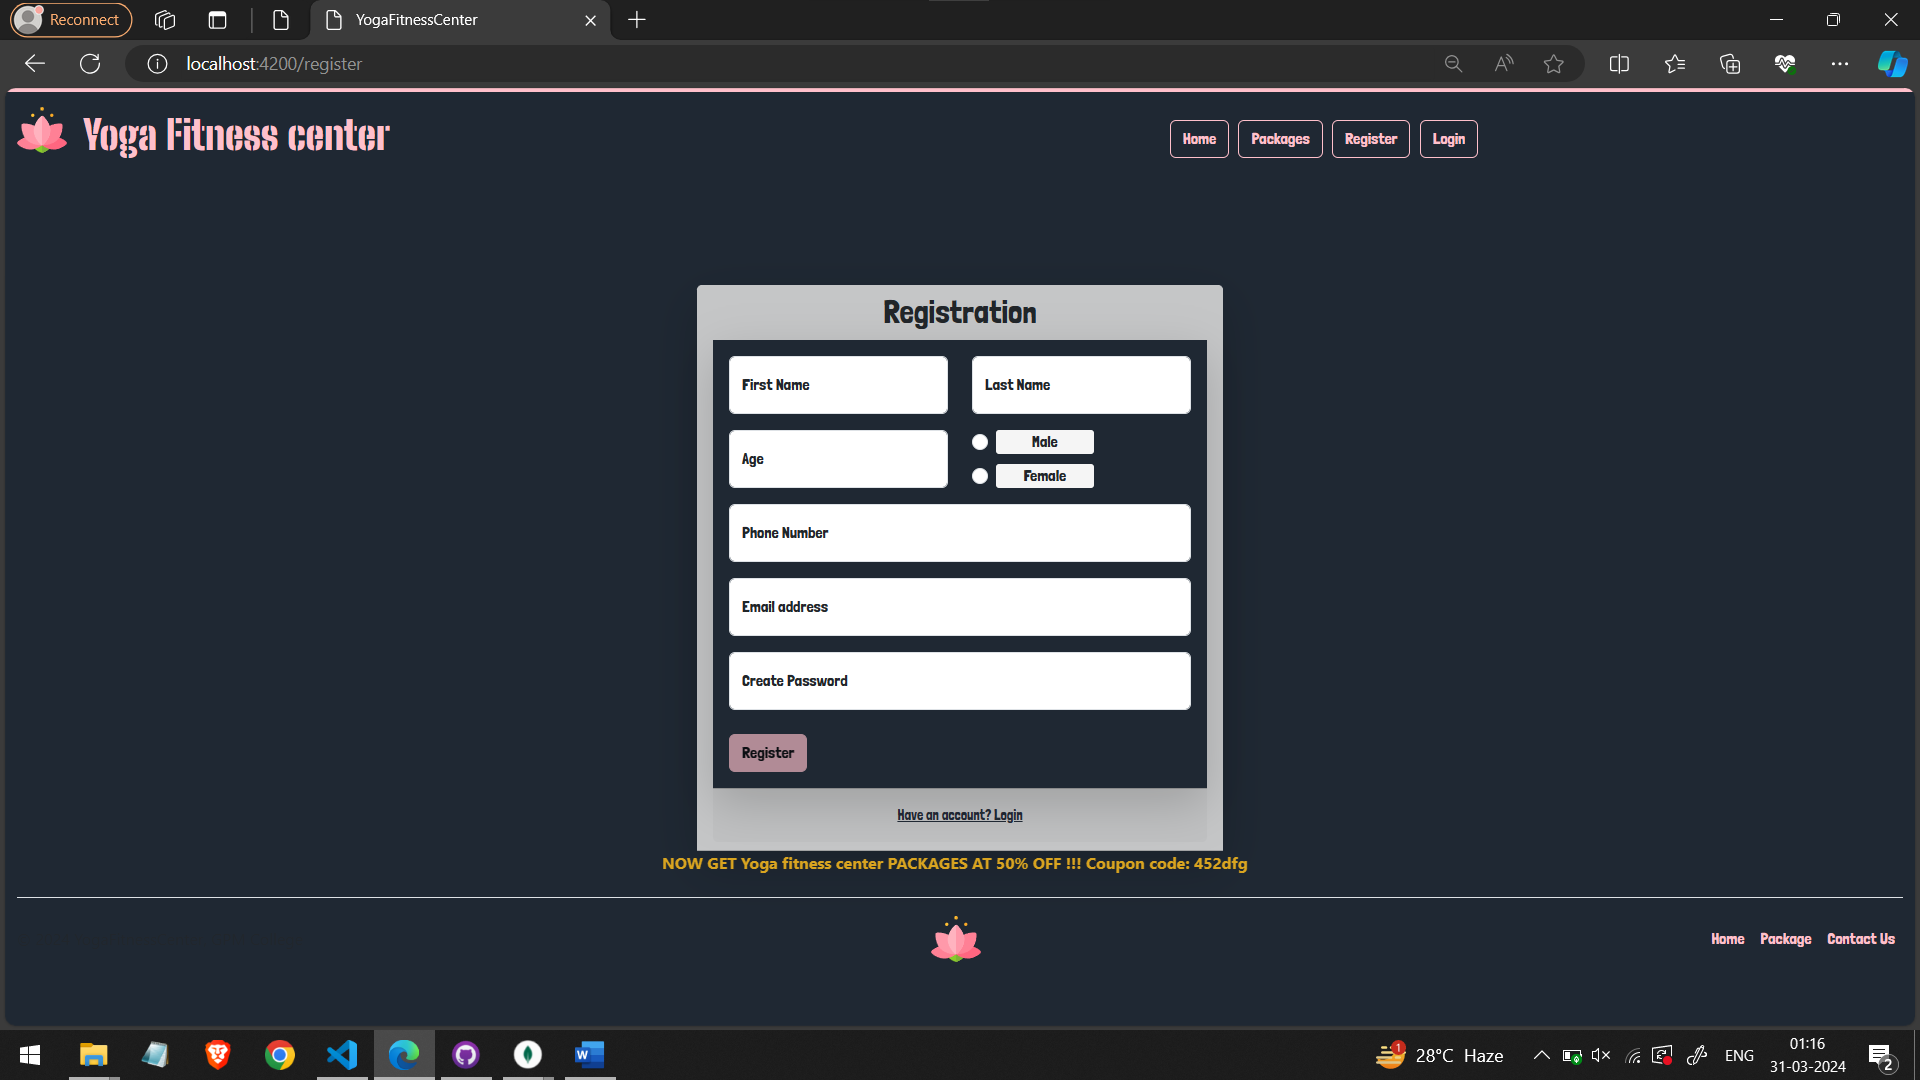 Reconnect
YogaFitnessCenter
localhost:4200/register
Yoga Fitness center
Home
Packages
Register
Login
Registration
First Name
Last Name
Age
Male
Female
Phone Number
Email address
Create Password
Register
Have an account? Login
NOW GET Yoga fitness center PACKAGES AT 50% OFF !!! Coupon code: 452dfg
Home
Package
Contact Us
1
28°C Haze
ENG
01:16
31-03-2024
2